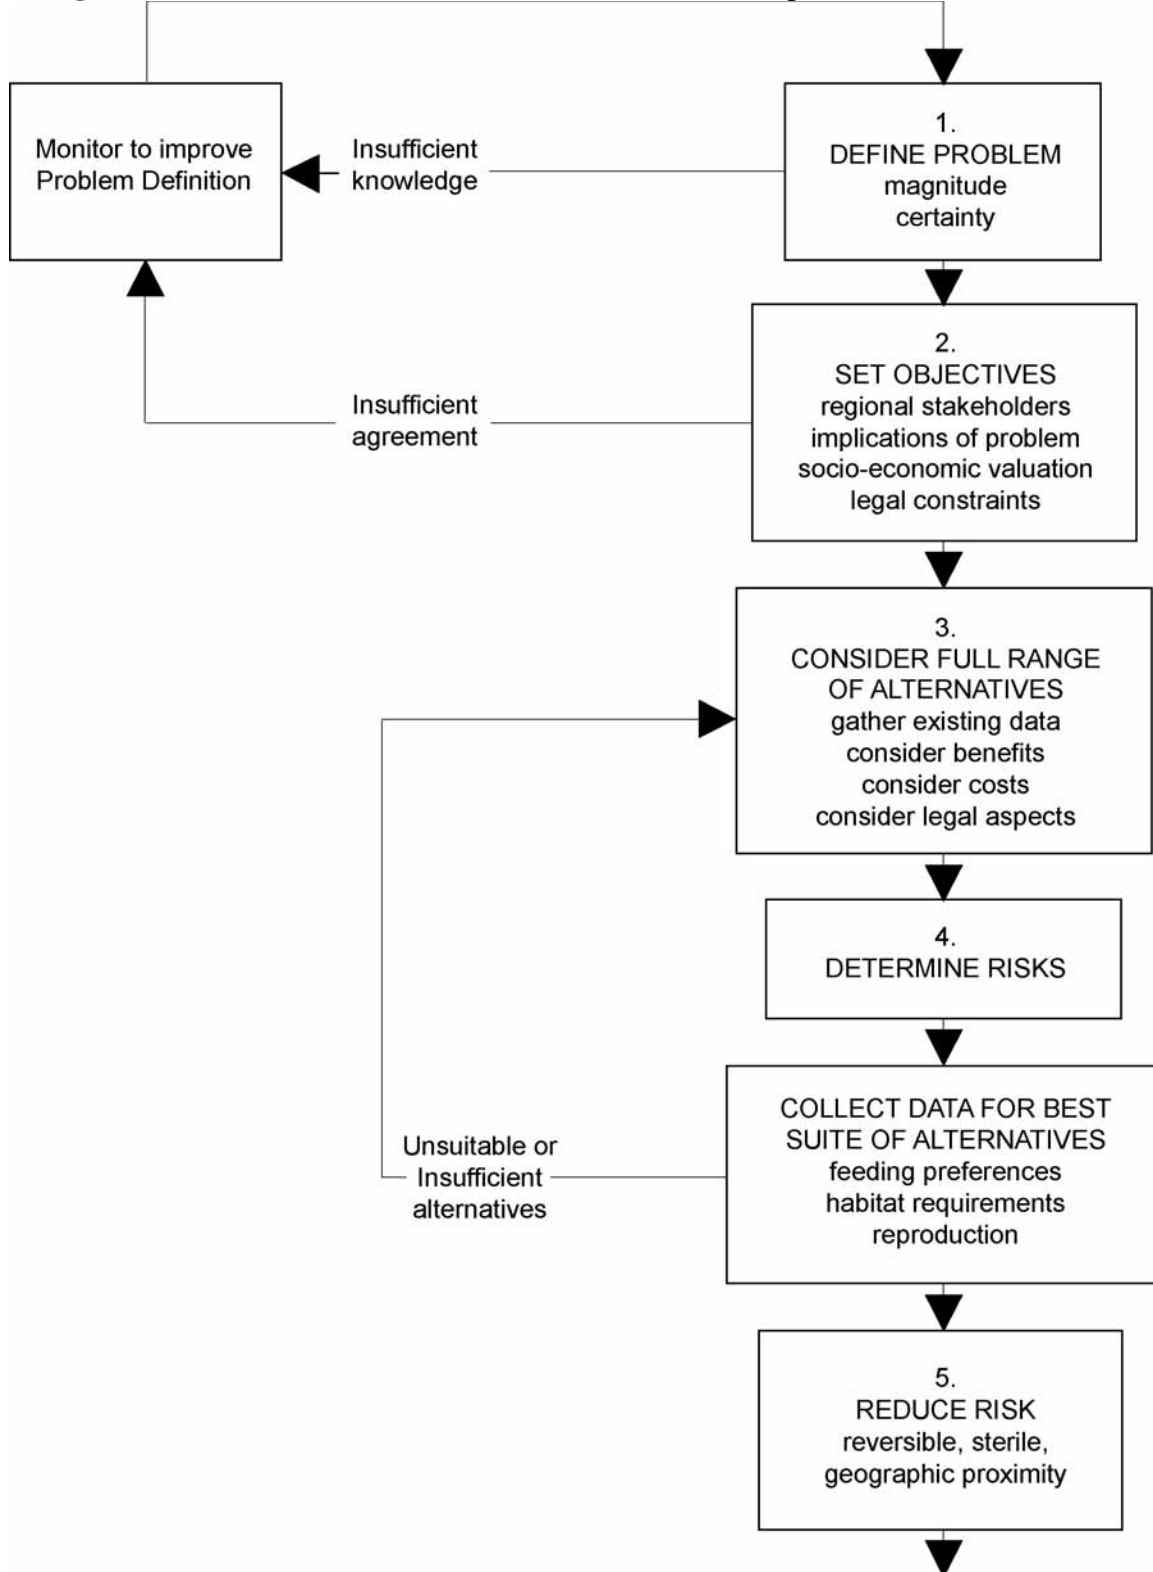 1.
DEFINE PROBLEM
magnitude
certainty
Insufficient
knowledge
Monitor to improve
Problem Definition
2.
SET OBJECTIVES
regional stakeholders
implications of problem
socio-economic valuation
legal constraints
Insufficient
agreement
3.
CONSIDER FULL RANGE
OF ALTERNATIVES
gather existing data
consider benefits
consider costs
consider legal aspects
4.
DETERMINE RISKS
COLLECT DATA FOR BEST
SUITE OF ALTERNATIVES
feeding preferences
habitat requirements
reproduction
Unsuitable or
Insufficient
alternatives
5.
REDUCE RISK
reversible, sterile,
geographic proximity